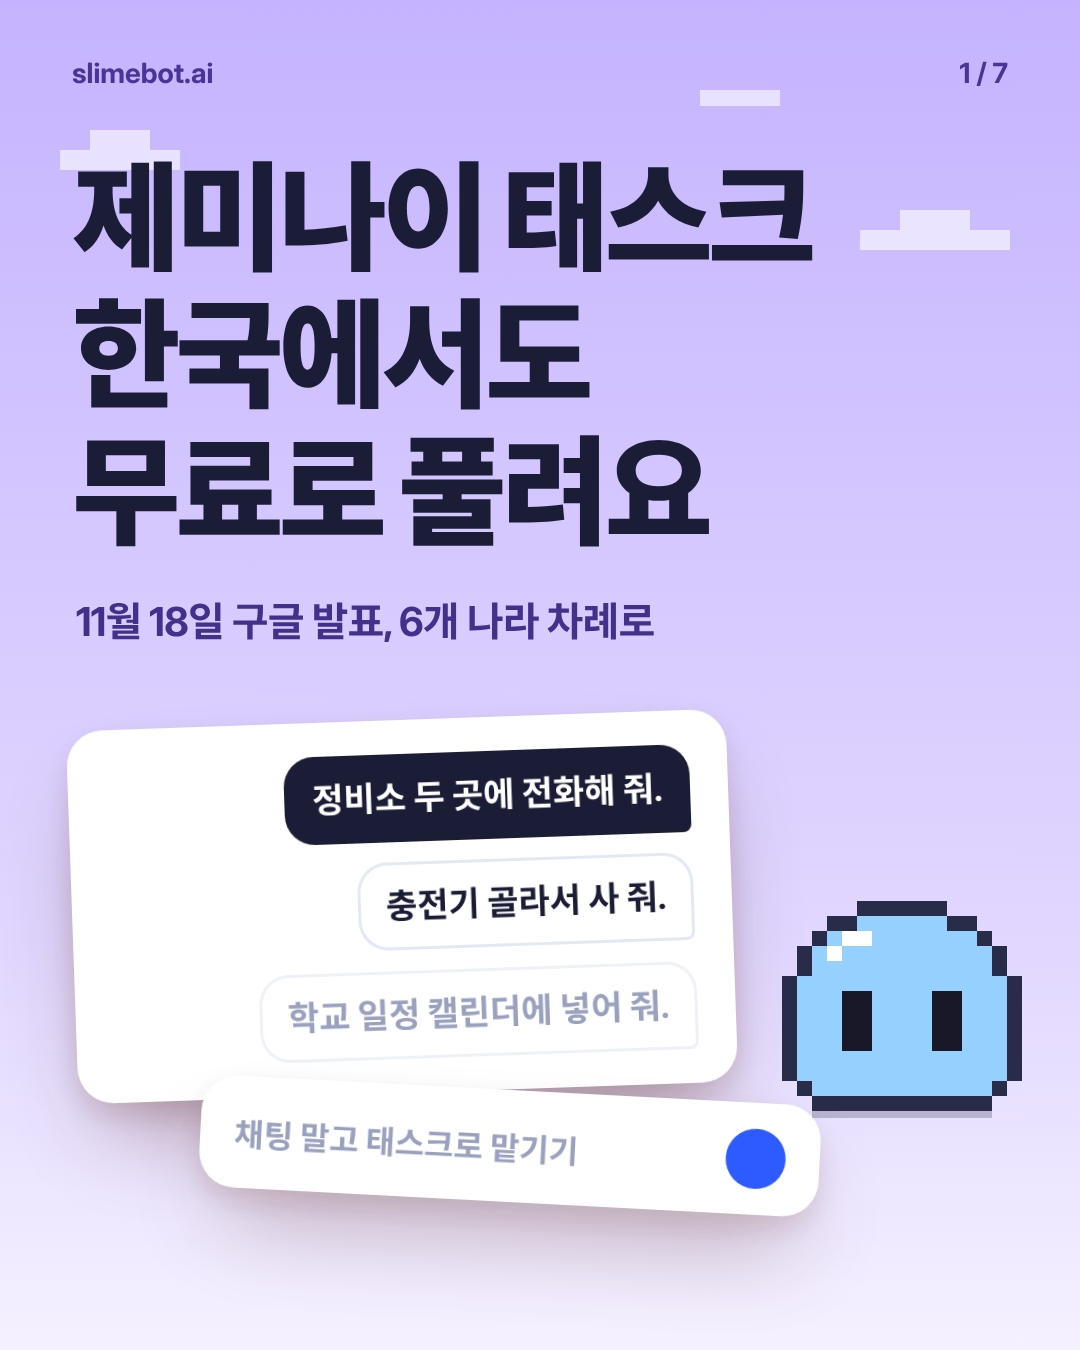 slimebot.ai
1 / 7
제미나이 태스크
한국에서도
무료로 풀려요
11월 18일 구글 발표, 6개 나라 차례로
정비소 두 곳에 전화해 줘.
충전기 골라서 사 줘.
학교 일정 캘린더에 넣어 줘.
채팅 말고 태스크로 맡기기